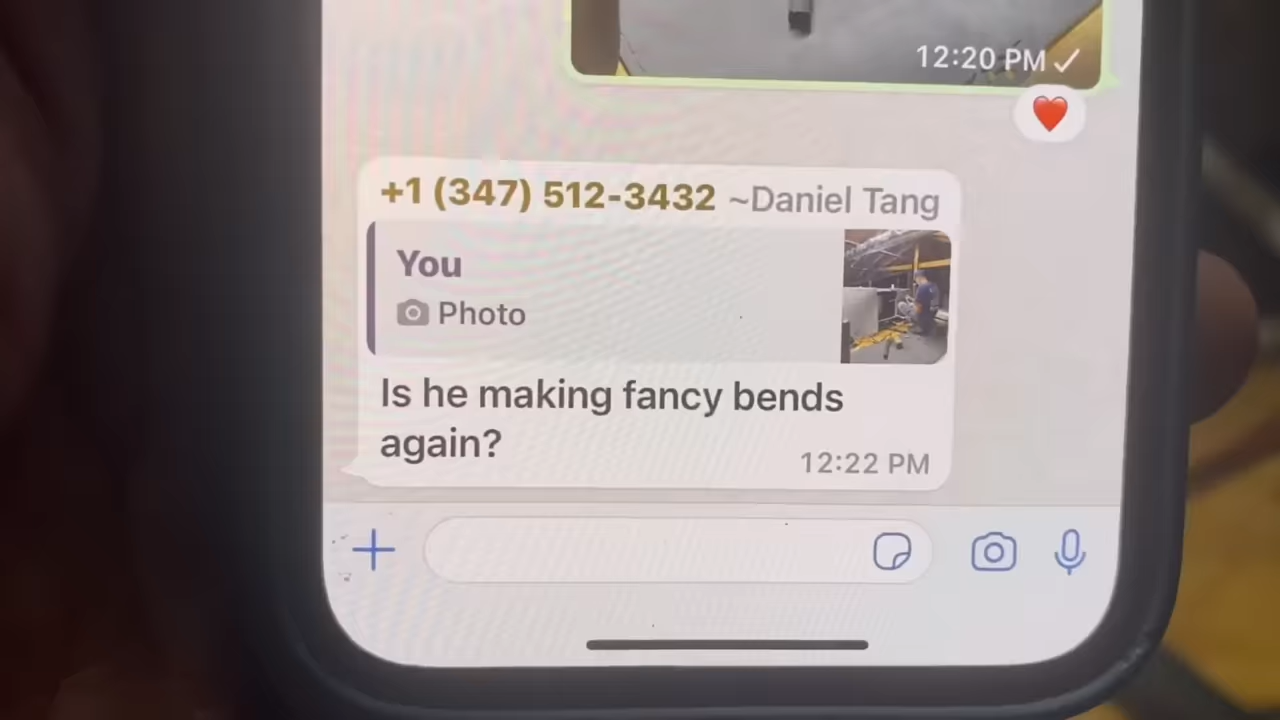 12:20 PM
+1 (347) 512-3432 ~Daniel Tang
You
Photo
Is he making fancy bends
again?
12:22 PM